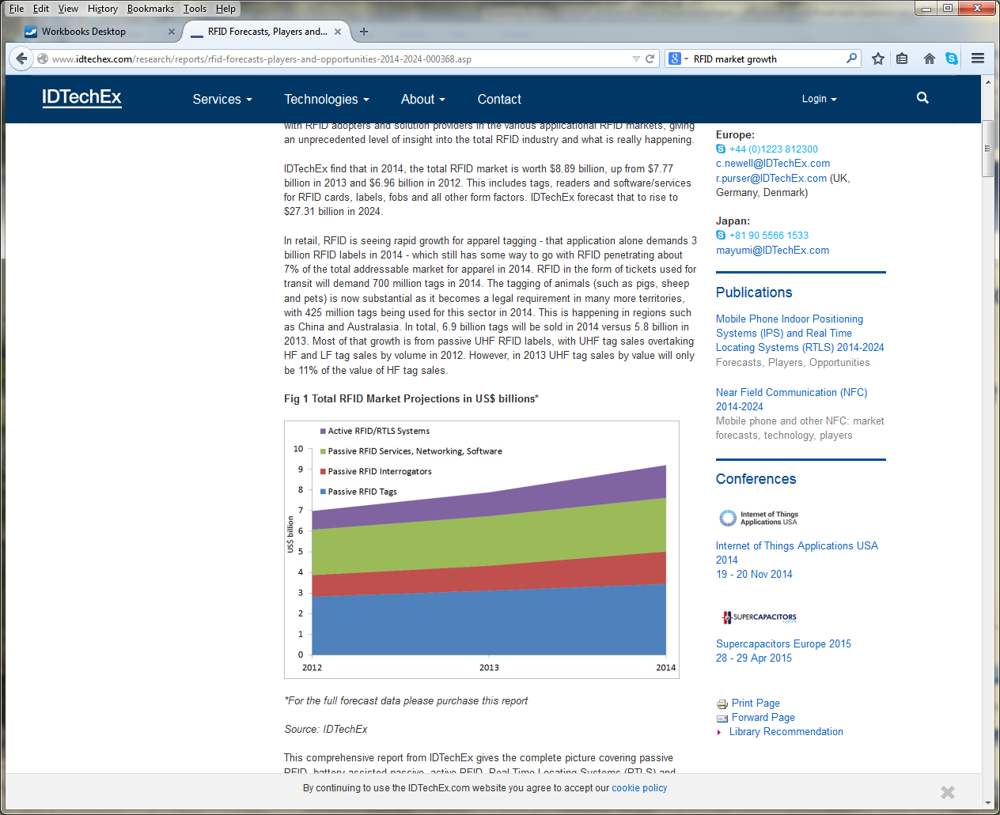 File Edit View History Bookmarks Tools Help
Workbooks Desktop
RFID Forecasts, Players and...
www.idtechex.com/research/reports/rfid-forecasts-players-and-opportunities-2014-2024-000368.asp
RFID market growth
IDTechEx
Services
Technologies
About
Contact
Login
with RFID adopters and solution providers in the various applicational RFID markets, giving
an unprecedented level of insight into the total RFID industry and what is really happening.
IDTechEx find that in 2014, the total RFID market is worth $8.89 billion, up from $7.77
billion in 2013 and $6.96 billion in 2012. This includes tags, readers and software/services
for RFID cards, labels, fobs and all other form factors. IDTechEx forecast that to rise to
$27.31 billion in 2024.
In retail, RFID is seeing rapid growth for apparel tagging - that application alone demands 3
billion RFID labels in 2014 - which still has some way to go with RFID penetrating about
7% of the total addressable market for apparel in 2014. RFID in the form of tickets used for
transit will demand 700 million tags in 2014. The tagging of animals (such as pigs, sheep
and pets) is now substantial as it becomes a legal requirement in many more territories,
with 425 million tags being used for this sector in 2014. This is happening in regions such
as China and Australasia. In total, 6.9 billion tags will be sold in 2014 versus 5.8 billion in
2013. Most of that growth is from passive UHF RFID labels, with UHF tag sales overtaking
HF and LF tag sales by volume in 2012. However, in 2013 UHF tag sales by value will only
be 11% of the value of HF tag sales.
Fig 1 Total RFID Market Projections in US$ billions*
Active RFID/RTLS Systems
Passive RFID Services, Networking, Software
Passive RFID Interrogators
Passive RFID Tags
US$ billion
10
9
8
7
6
5
4
3
2
1
0
2012
2013
2014
*For the full forecast data please purchase this report
Source: IDTechEx
This comprehensive report from IDTechEx gives the complete picture covering passive
RFID, battery assisted passive, active RFID, Real Time Locating Systems (RTLS) and
Europe:
+44 (0)1223 812300
c.newell@IDTechEx.com
r.purser@IDTechEx.com (UK,
Germany, Denmark)
Japan:
+81 90 5566 1533
mayumi@IDTechEx.com
Publications
Mobile Phone Indoor Positioning
Systems (IPS) and Real Time
Locating Systems (RTLS) 2014-2024
Forecasts, Players, Opportunities
Near Field Communication (NFC)
2014-2024
Mobile phone and other NFC: market
forecasts, technology, players
Conferences
Internet of Things
Applications USA
Internet of Things Applications USA
2014
19 - 20 Nov 2014
SUPERCAPACITORS
EUROPE
Supercapacitors Europe 2015
28 - 29 Apr 2015
Print Page
Forward Page
Library Recommendation
By continuing to use the IDTechEx.com website you agree to accept our cookie policy